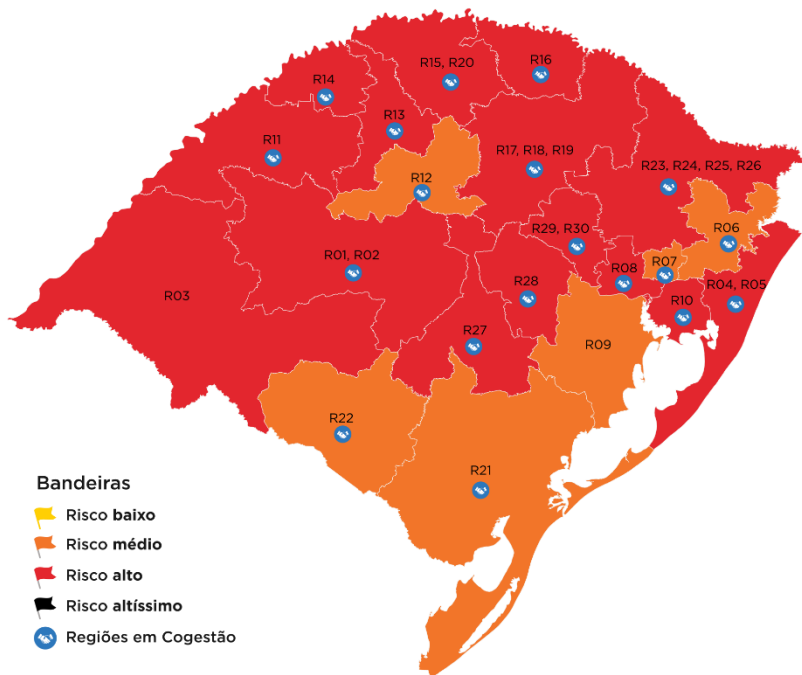 R16
R15, R20
R14
R13
R11
R17, R18, R19
R23, R24, R25, R26
R12
R06
R29, R30
R01, R02
R07
R08
R28
R04, R05
R03
R10
R27
R09
R22
R21
Bandeiras
Risco baixo
Risco médio
Risco alto
Risco altíssimo
Regiões em Cogestão